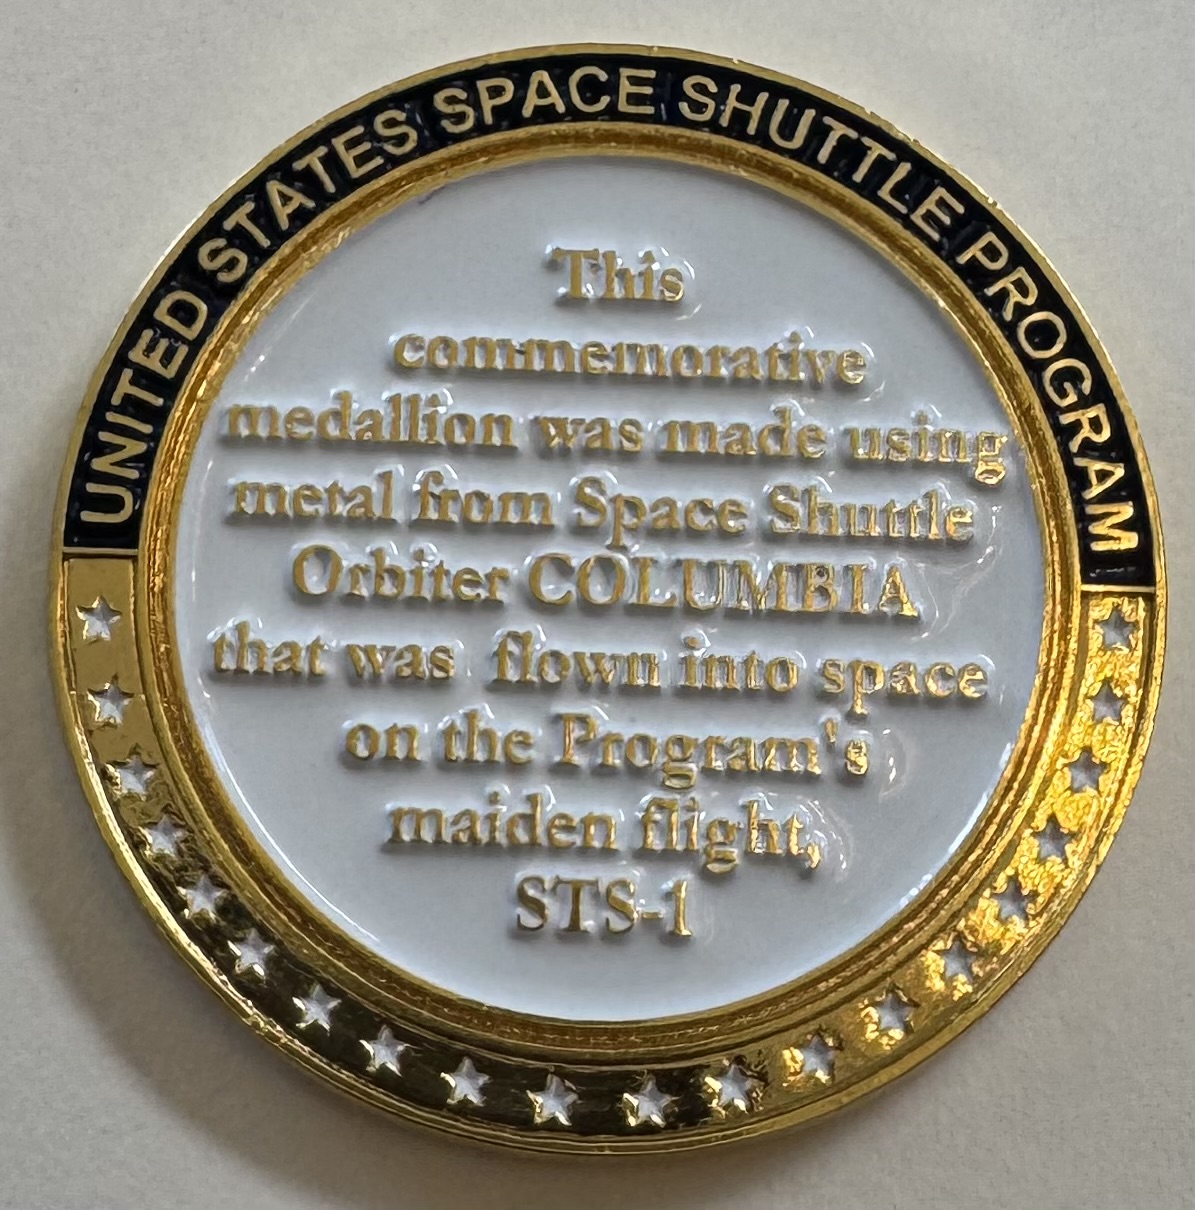 UNITED STATES SPACE SHUTTLE PROGRAM
This
commemorative
medallion was made using
metal from Space Shuttle
Orbiter COLUMBIA
that was flown into space
on the Program's
maiden flight,
STS-1